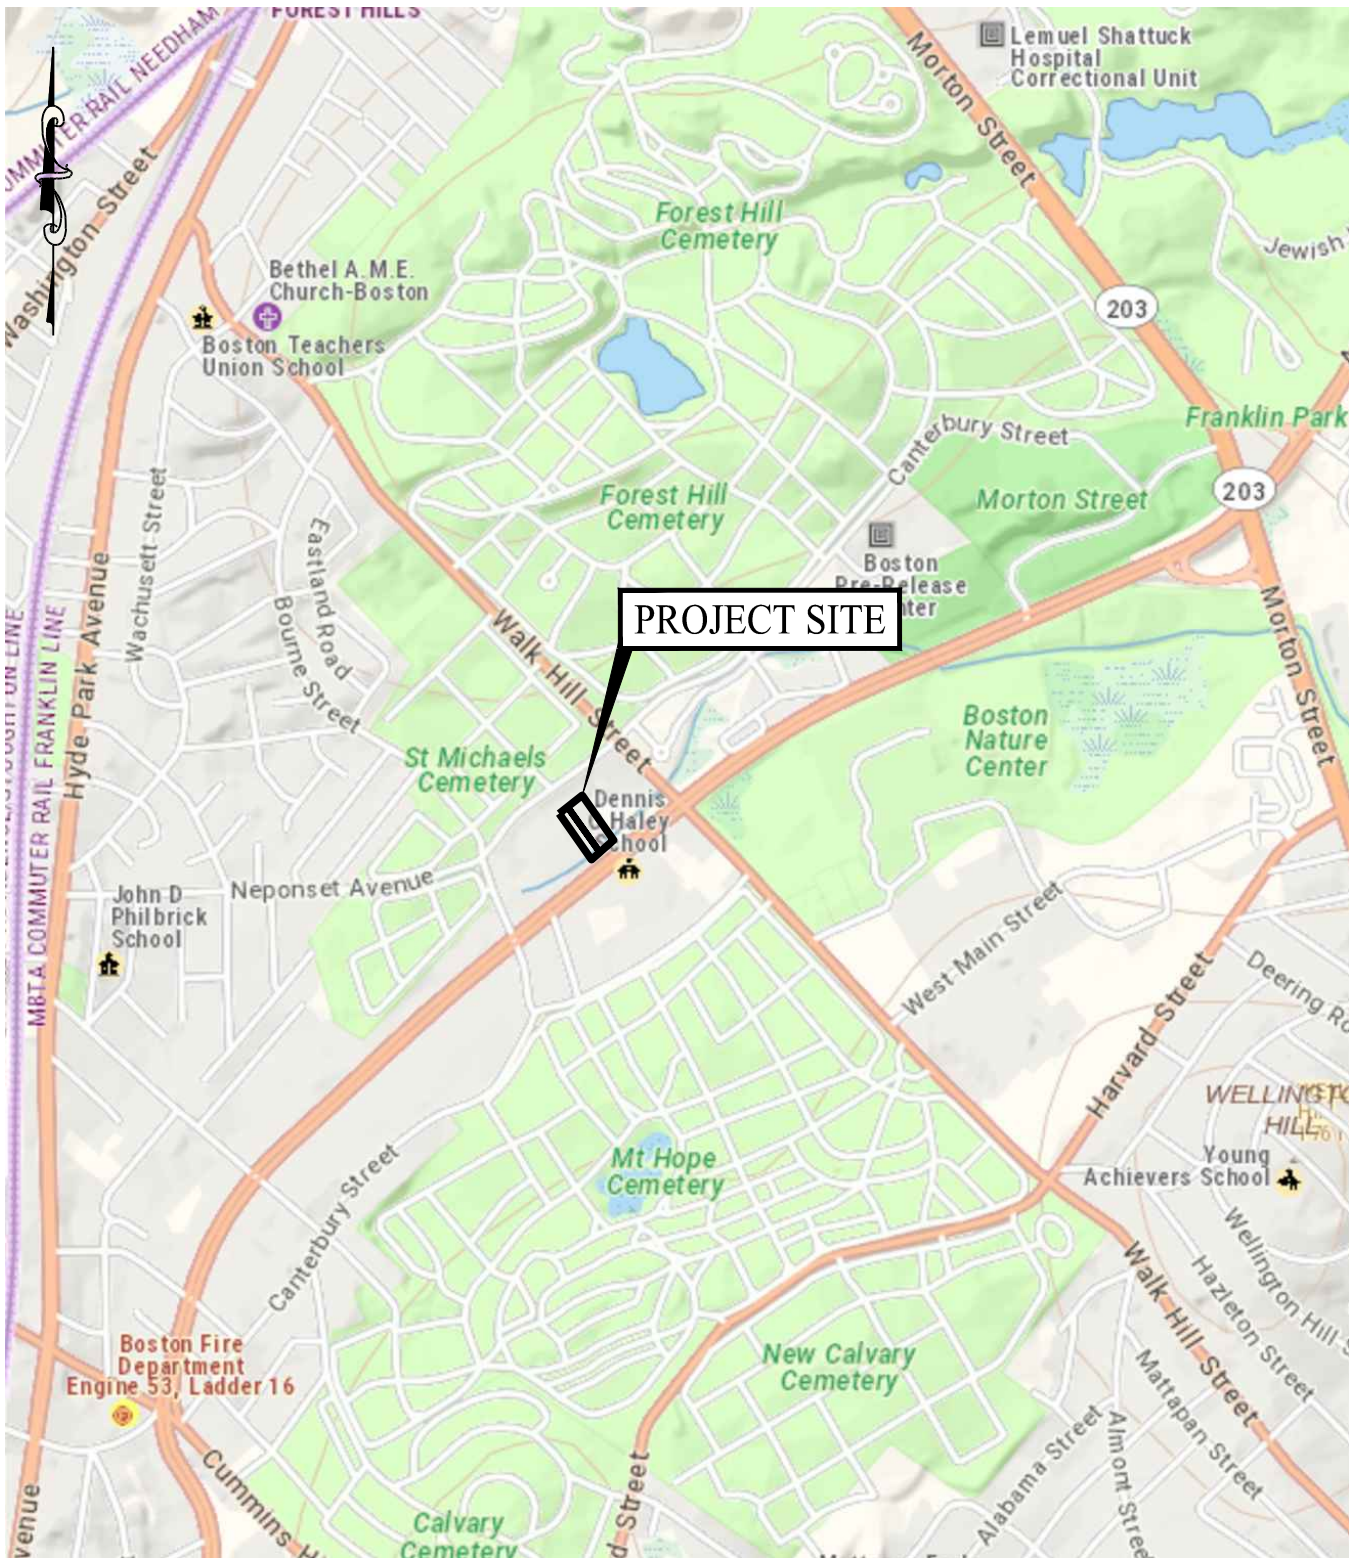 FOREST HILLS
COMMUTER RAIL NEEDHAM
Lemuel Shattuck
Hospital
Correctional Unit
Morton Street
Washington Street
Forest Hill
Cemetery
Jewish
Bethel A.M.E.
Church-Boston
203
Boston Teachers
Union School
Franklin Park
Canterbury Street
Wachusett Street
Forest Hill
Cemetery
Morton Street
203
Eastland Road
Boston
Pre-Release
Bourne Street
Hyde Park Avenue
PROJECT SITE
Walk Hill Street
Morton Street
MBTA COMMUTER RAIL FRANKLIN LINE
Boston
Nature
Center
St Michaels
Cemetery
Dennis
Haley
John D
Philbrick
School
Neponset Avenue
West Main Street
Harvard Street
Deering
Canterbury Street
Mt Hope
Cemetery
HILL
Young
Achievers School
Wellington Hill
Hazleton Street
Walk Hill Street
Mattapan Street
Boston Fire
Department
Engine 53, Ladder 16
New Calvary
Cemetery
Alabama Street
Almont Stree
Cummins
Calvary
Cemetery
d Street
venue